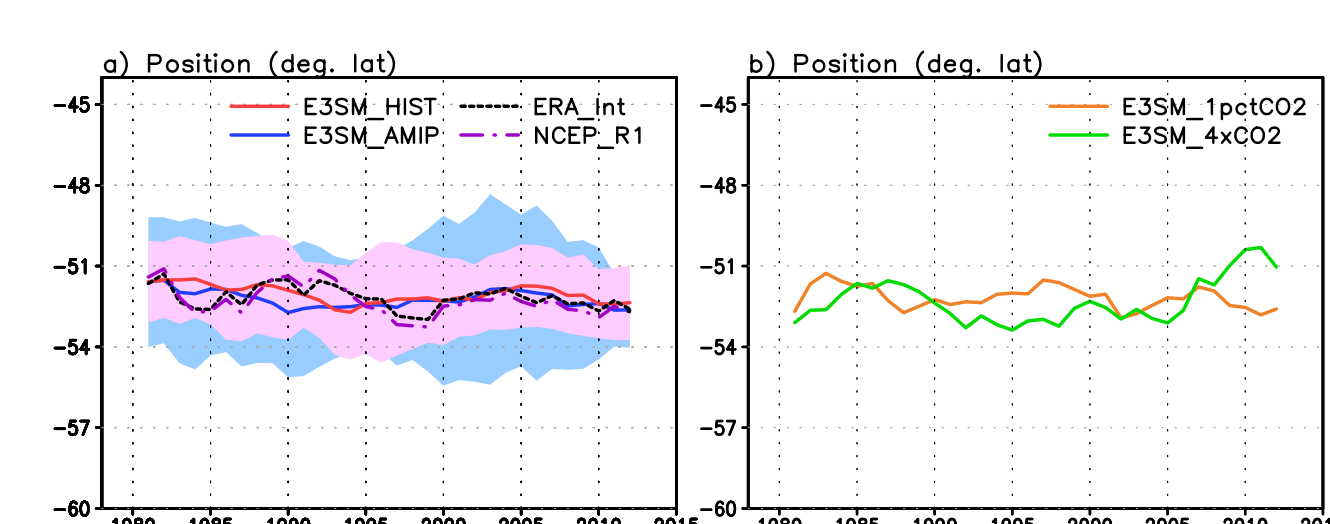 a) Position (deg. lat)
E3SM_HIST
ERA_Int
E3SM_AMIP
NCEP_R1
-45
-48
-51
-54
-57
-60
b) Position (deg. lat)
E3SM_1pctCO2
E3SM_4xCO2
-45
-48
-51
-54
-57
-60